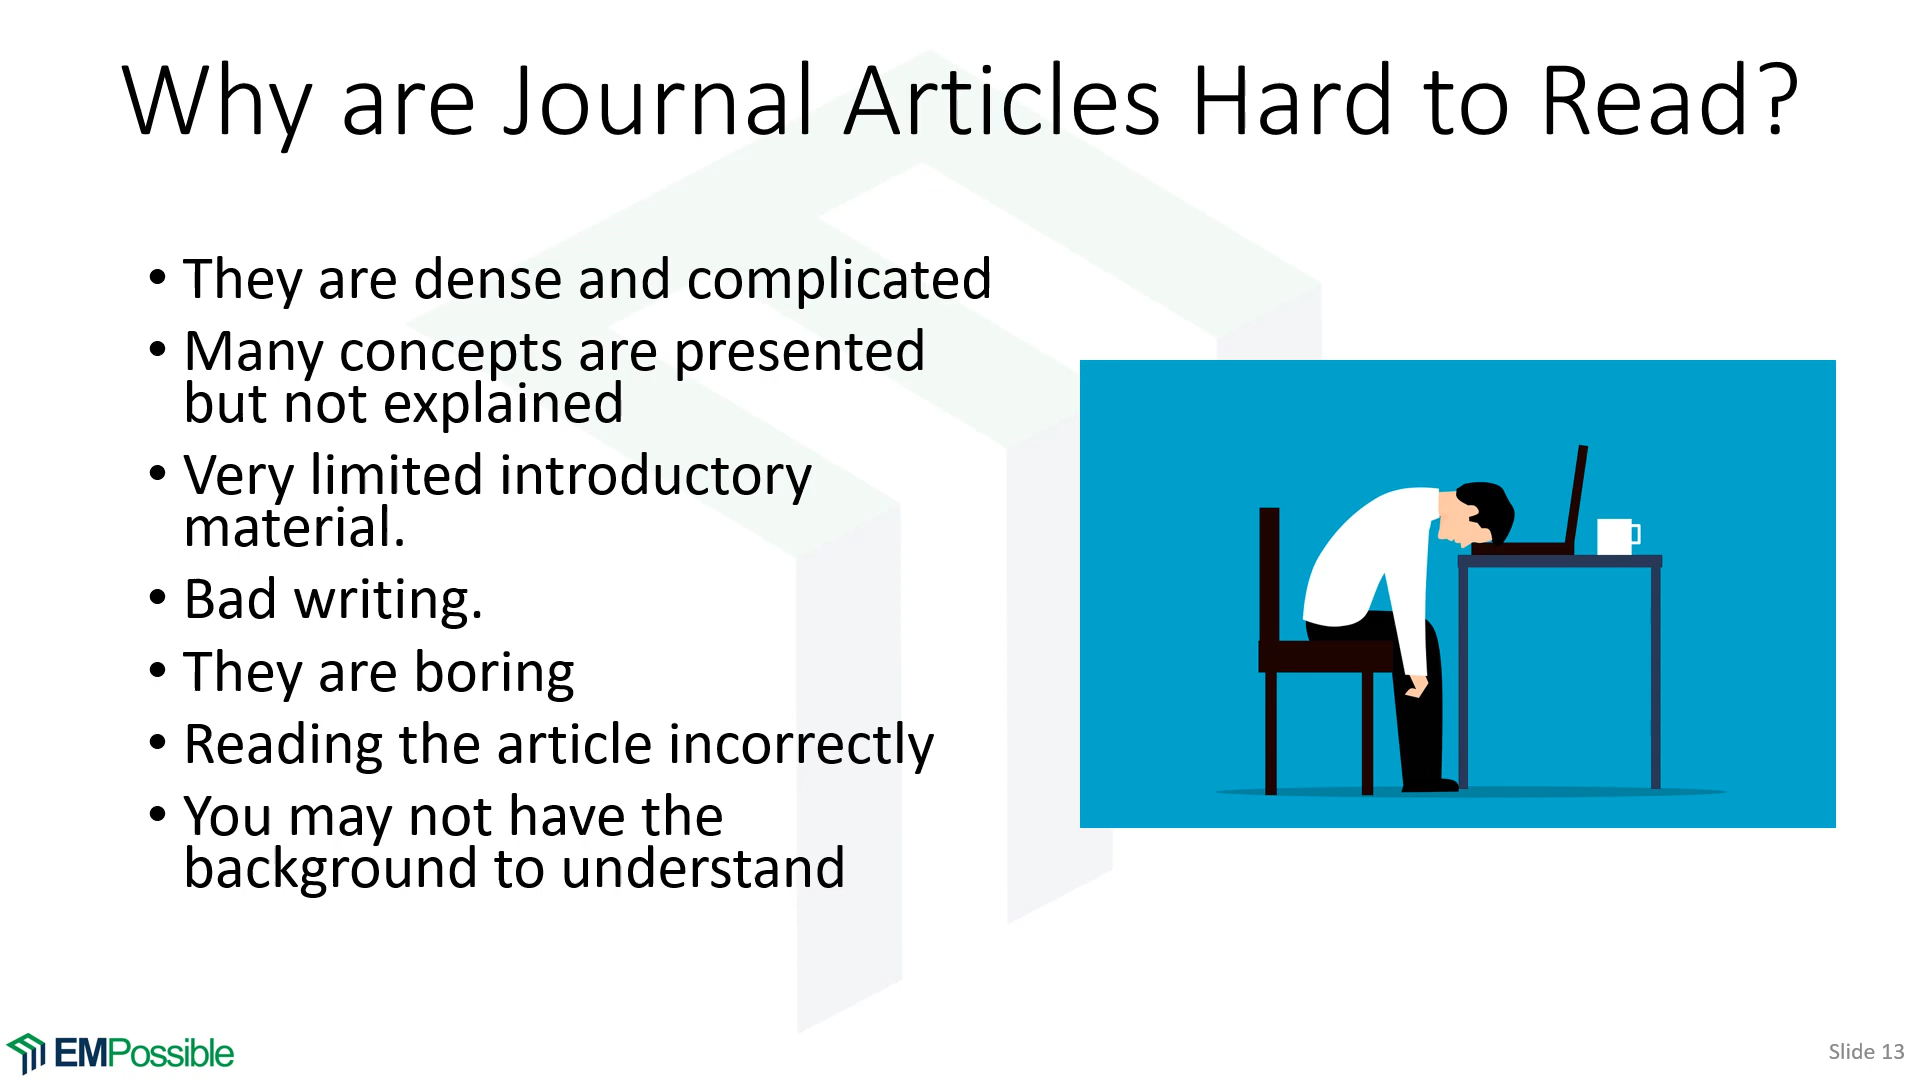 Why are Journal Articles Hard to Read?
• They are dense and complicated
• Many concepts are presented
but not explained
• Very limited introductory
material.
• Bad writing.
• They are boring
• Reading the article incorrectly
• You may not have the
background to understand
EMPossible
Slide 13